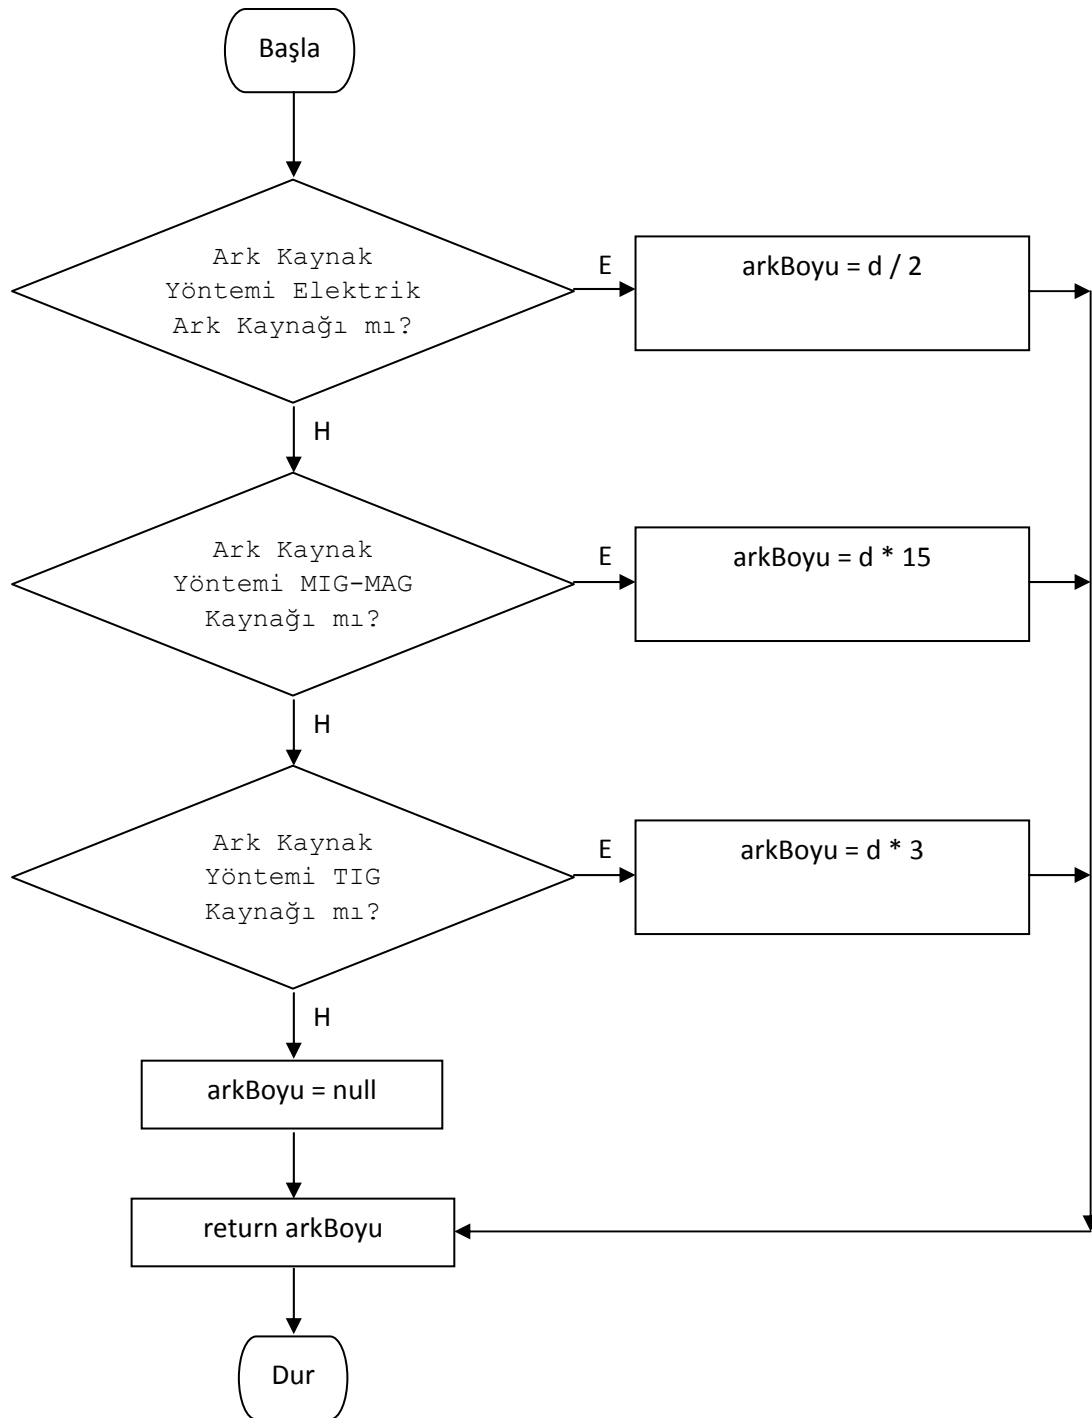 Başla
Ark Kaynak
Yöntemi Elektrik
Ark Kaynağı mı?
E
arkBoyu = d / 2
H
Ark Kaynak
Yöntemi MIG-MAG
Kaynağı mı?
E
arkBoyu = d * 15
H
Ark Kaynak
Yöntemi TIG
Kaynağı mı?
E
arkBoyu = d * 3
H
arkBoyu = null
return arkBoyu
Dur